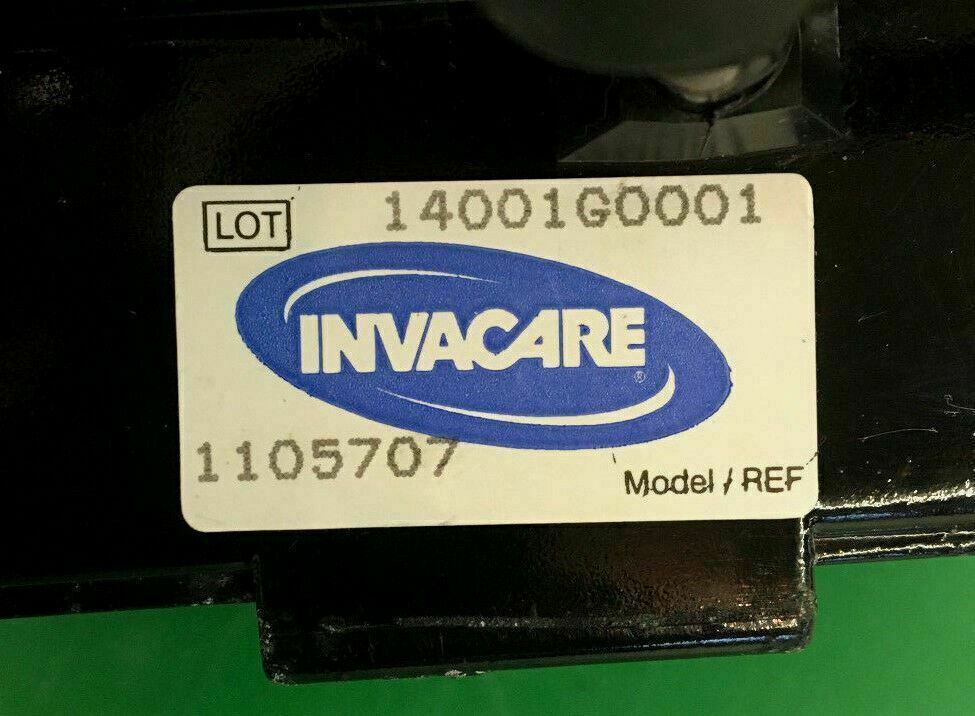 LOT 14001G0001
INVACARE®
1105707
Model / REF